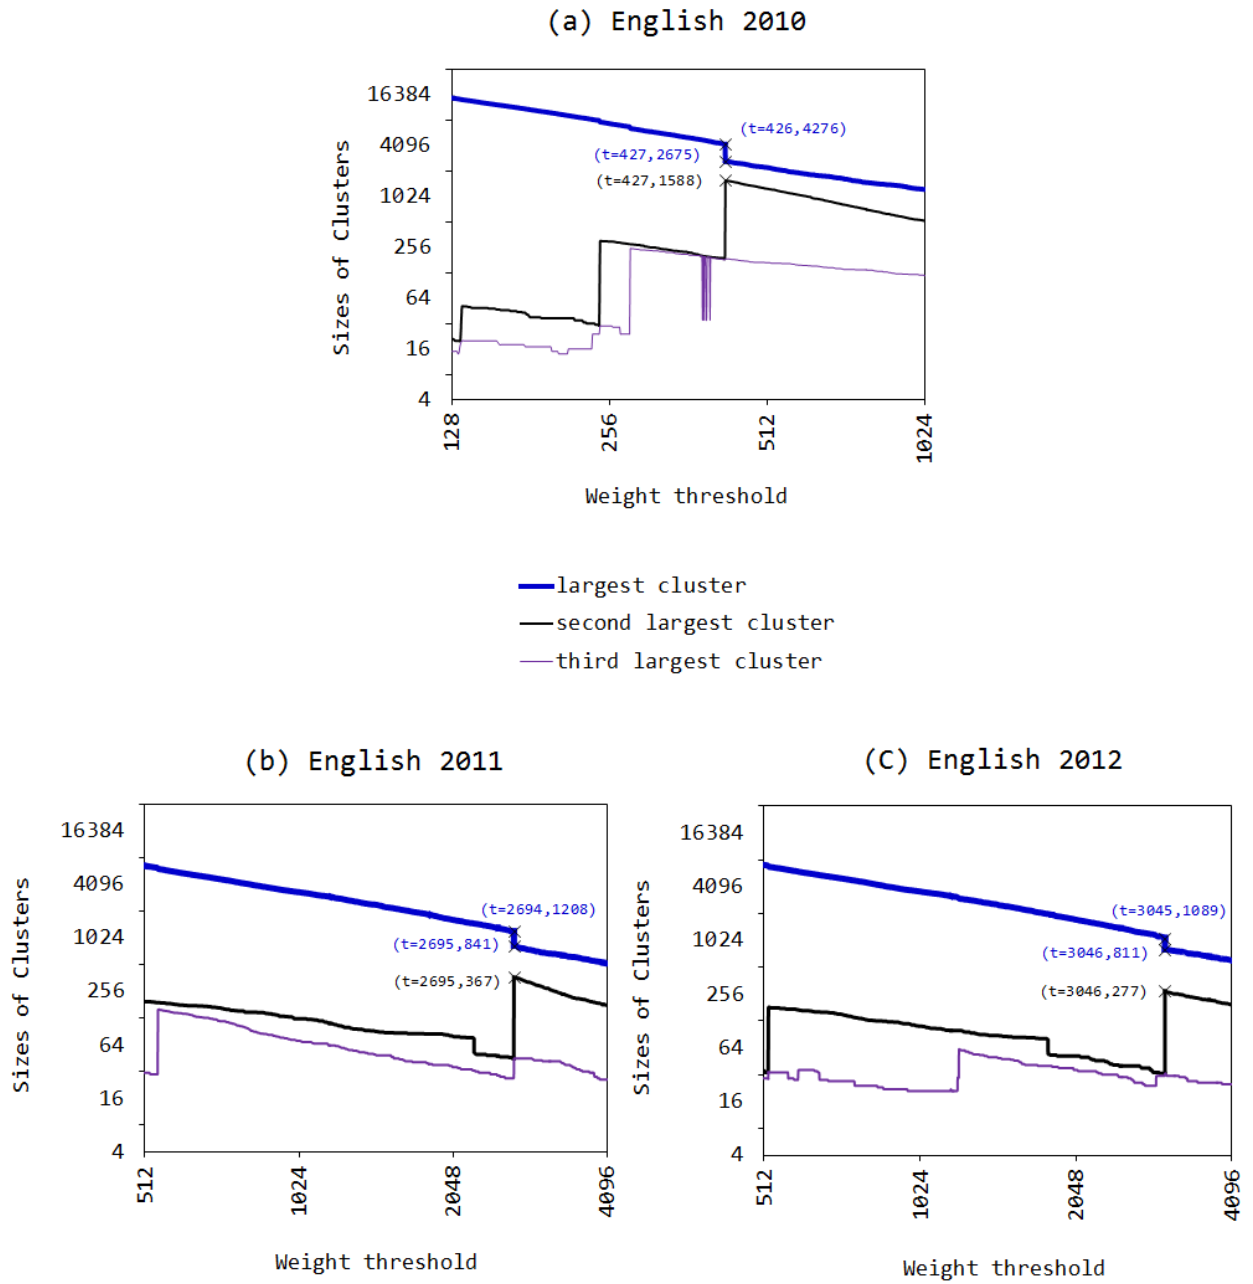 (a) English 2010
16384
4096
1024
256
64
16
4
Sizes of Clusters
(t=426,4276)
(t=427,2675)
(t=427,1588)
128
256
512
1024
Weight threshold
largest cluster
second largest cluster
third largest cluster
(b) English 2011
16384
4096
1024
256
64
16
4
Sizes of Clusters
(t=2694,1208)
(t=2695,841)
(t=2695,367)
512
1024
2048
4096
Weight threshold
(C) English 2012
16384
4096
1024
256
64
16
4
Sizes of Clusters
(t=3045,1089)
(t=3046,811)
(t=3046,277)
512
1024
2048
4096
Weight threshold